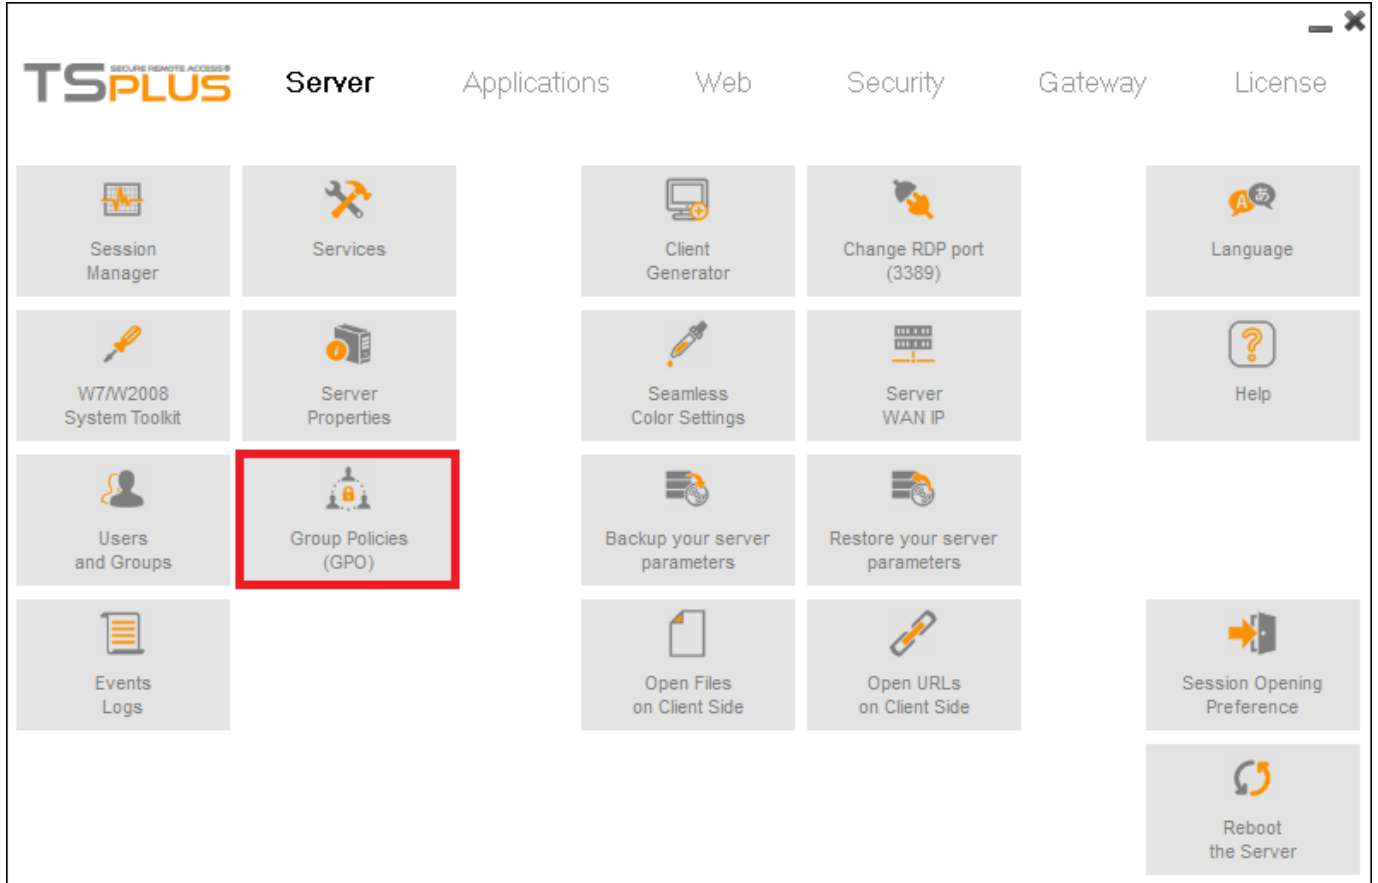 TSPLUS
SECURE REMOTE ACCESS®
Server
Applications
Web
Security
Gateway
License
Session
Manager
Services
Client
Generator
Change RDP port
(3389)
A あ
Language
W7/W2008
System Toolkit
i
Server
Properties
Seamless
Color Settings
Server
WAN IP
?
Help
Users
and Groups
Group Policies
(GPO)
Backup your server
parameters
Restore your server
parameters
Events
Logs
Open Files
on Client Side
Open URLs
on Client Side
Session Opening
Preference
Reboot
the Server